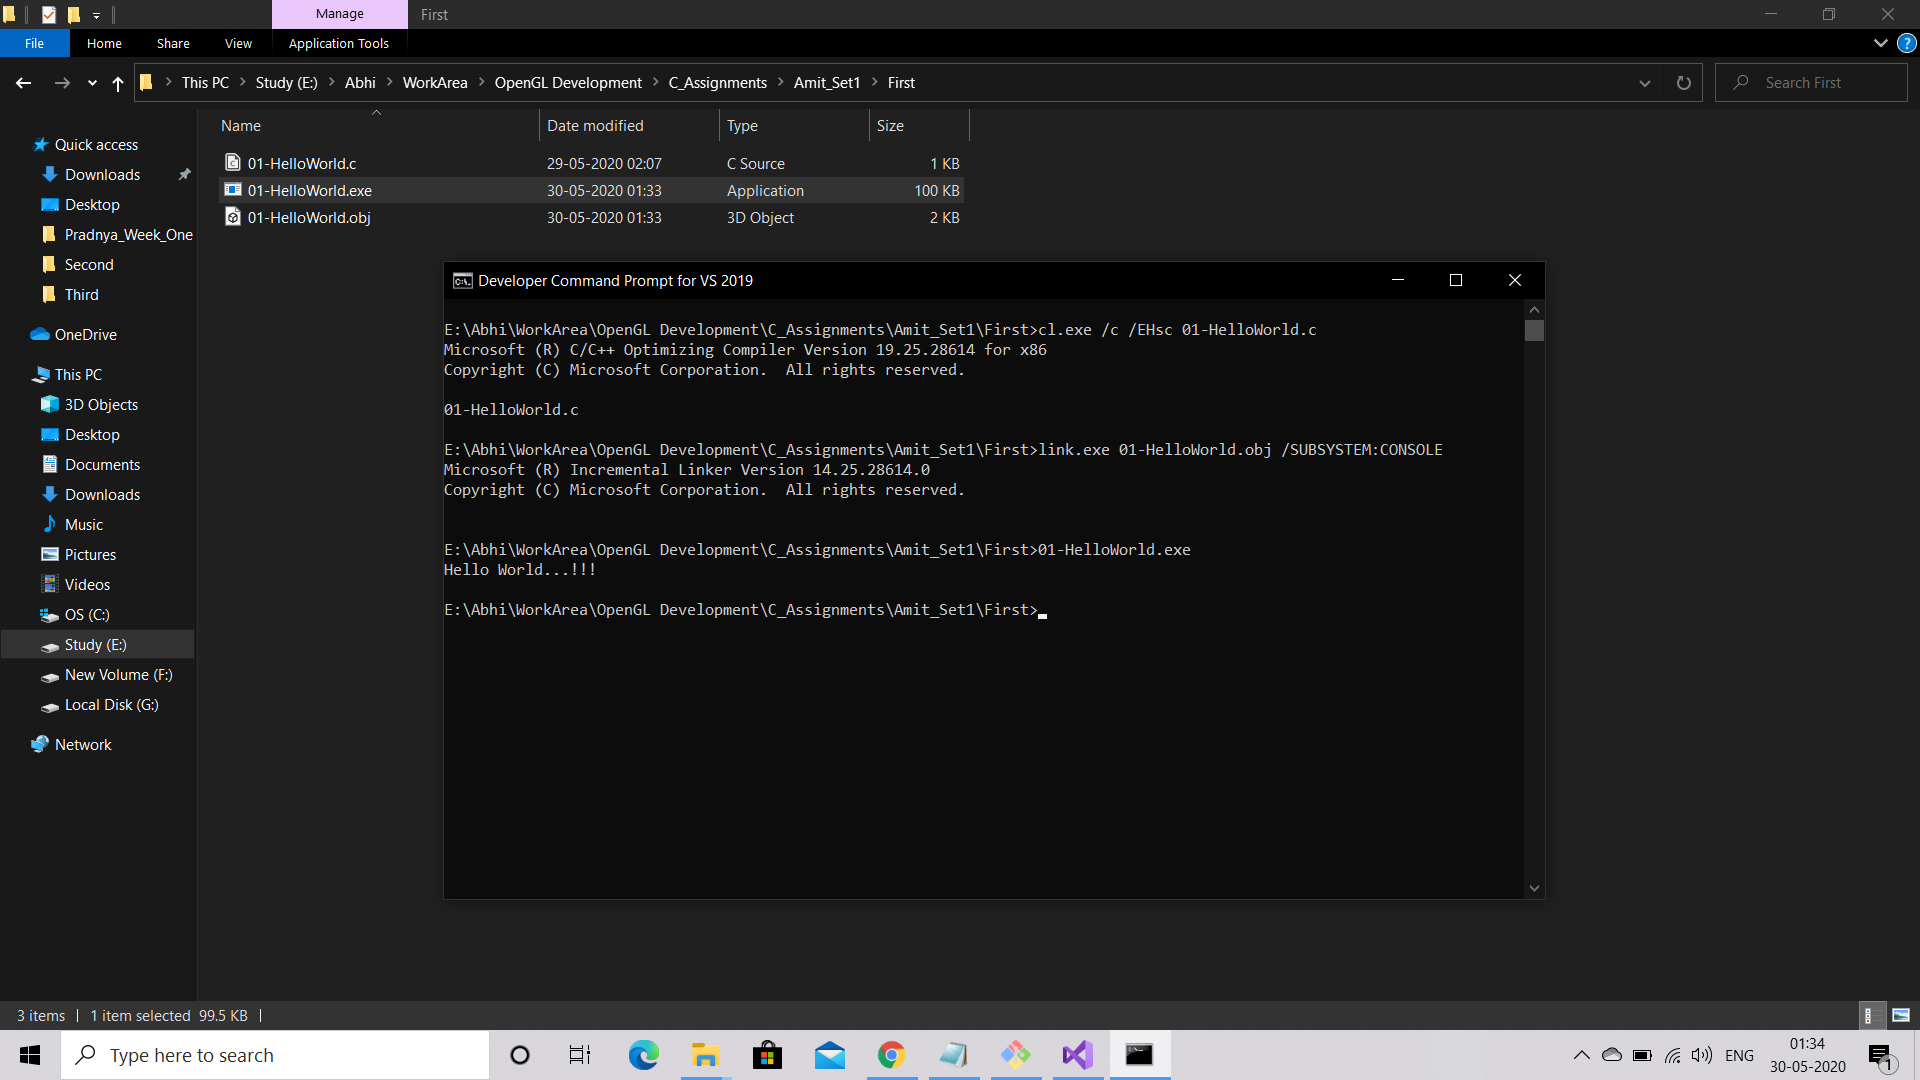 Manage First
File Home Share View Application Tools
This PC Study (E:) Abhi WorkArea OpenGL Development C_Assignments Amit_Set1 First Search First
Name Date modified Type Size
01-HelloWorld.c 29-05-2020 02:07 C Source 1 KB
01-HelloWorld.exe 30-05-2020 01:33 Application 100 KB
01-HelloWorld.obj 30-05-2020 01:33 3D Object 2 KB
Quick access
Downloads
Desktop
Pradnya_Week_One
Second
Third
OneDrive
This PC
3D Objects
Desktop
Documents
Downloads
Music
Pictures
Videos
OS (C:)
Study (E:)
New Volume (F:)
Local Disk (G:)
Network
Developer Command Prompt for VS 2019
E:\Abhi\WorkArea\OpenGL Development\C_Assignments\Amit_Set1\First>cl.exe /c /EHsc 01-HelloWorld.c
Microsoft (R) C/C++ Optimizing Compiler Version 19.25.28614 for x86
Copyright (C) Microsoft Corporation.  All rights reserved.
01-HelloWorld.c
E:\Abhi\WorkArea\OpenGL Development\C_Assignments\Amit_Set1\First>link.exe 01-HelloWorld.obj /SUBSYSTEM:CONSOLE
Microsoft (R) Incremental Linker Version 14.25.28614.0
Copyright (C) Microsoft Corporation.  All rights reserved.
E:\Abhi\WorkArea\OpenGL Development\C_Assignments\Amit_Set1\First>01-HelloWorld.exe
Hello World...!!!
E:\Abhi\WorkArea\OpenGL Development\C_Assignments\Amit_Set1\First>
3 items 1 item selected 99.5 KB
Type here to search
ENG
01:34
30-05-2020
1